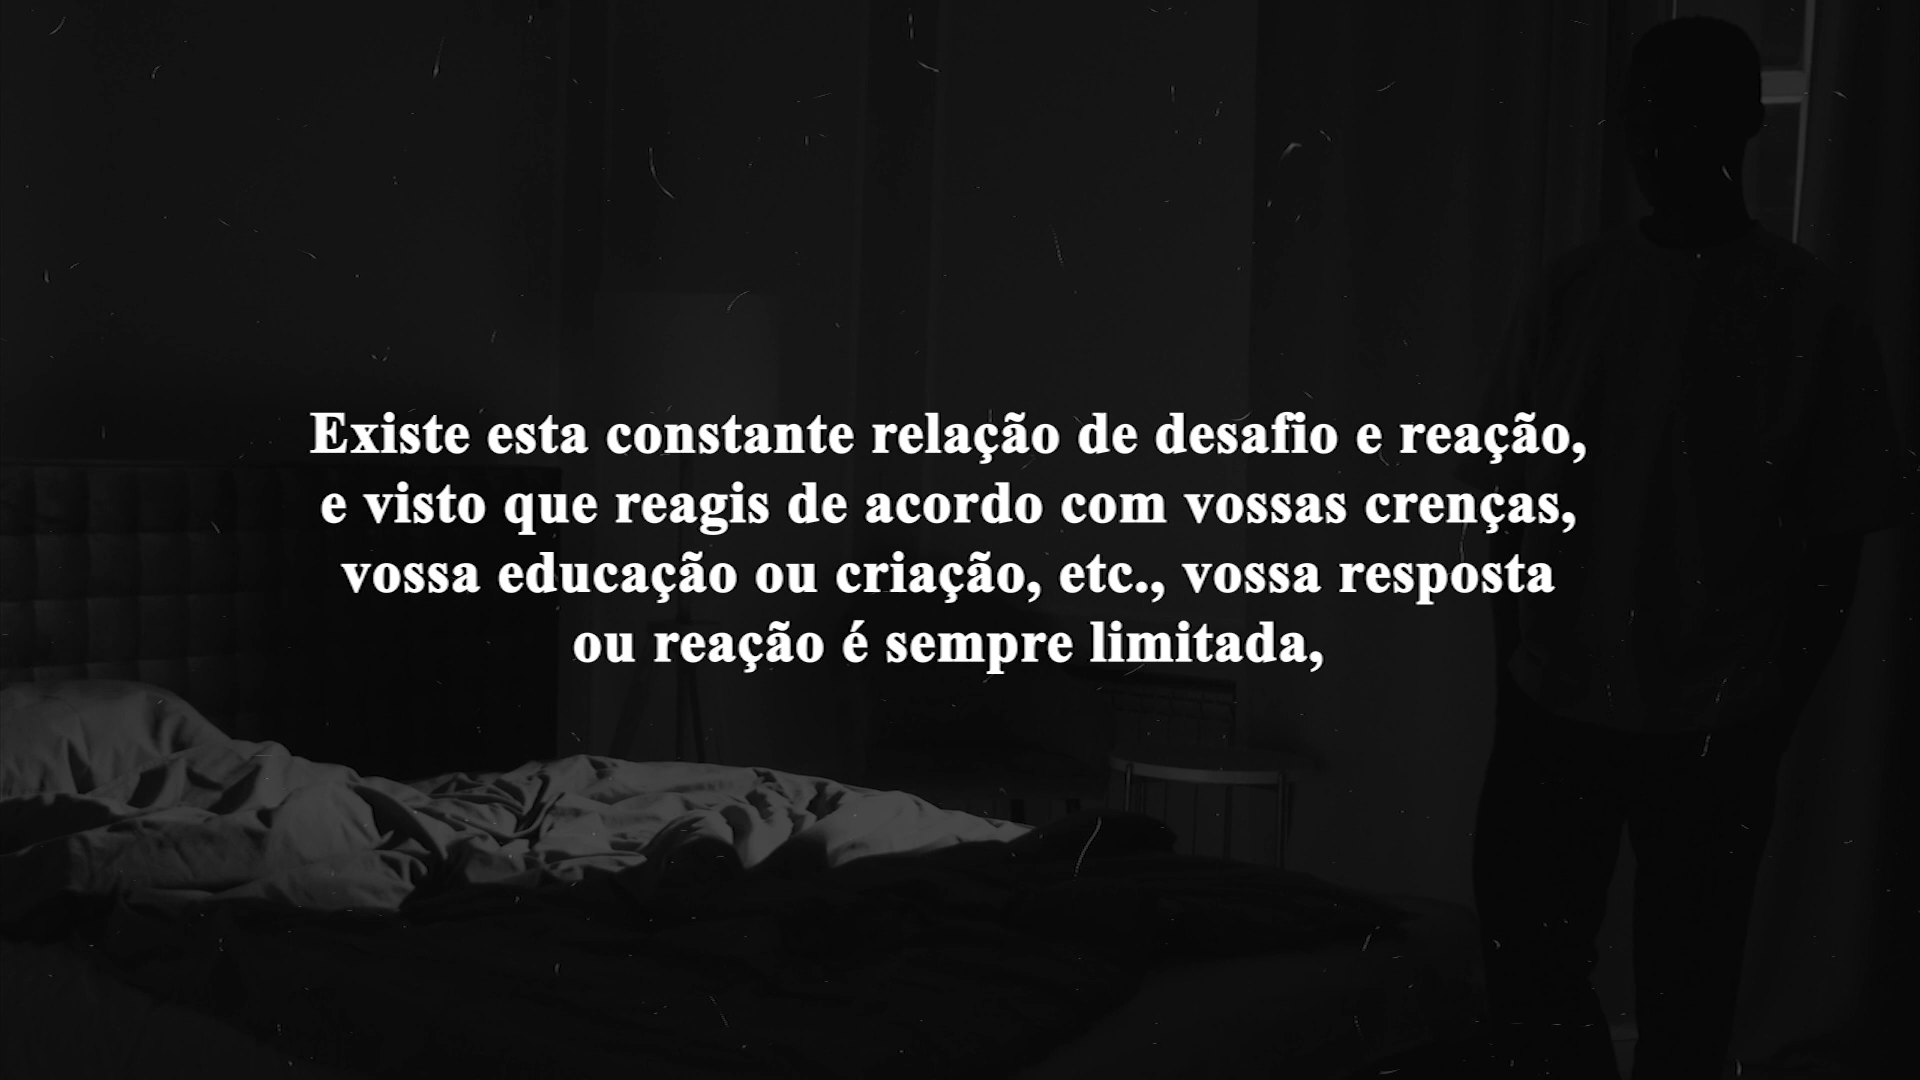 Existe esta constante relação de desafio e reação,
e visto que reagis de acordo com vossas crenças,
vossa educação ou criação, etc., vossa resposta
ou reação é sempre limitada,